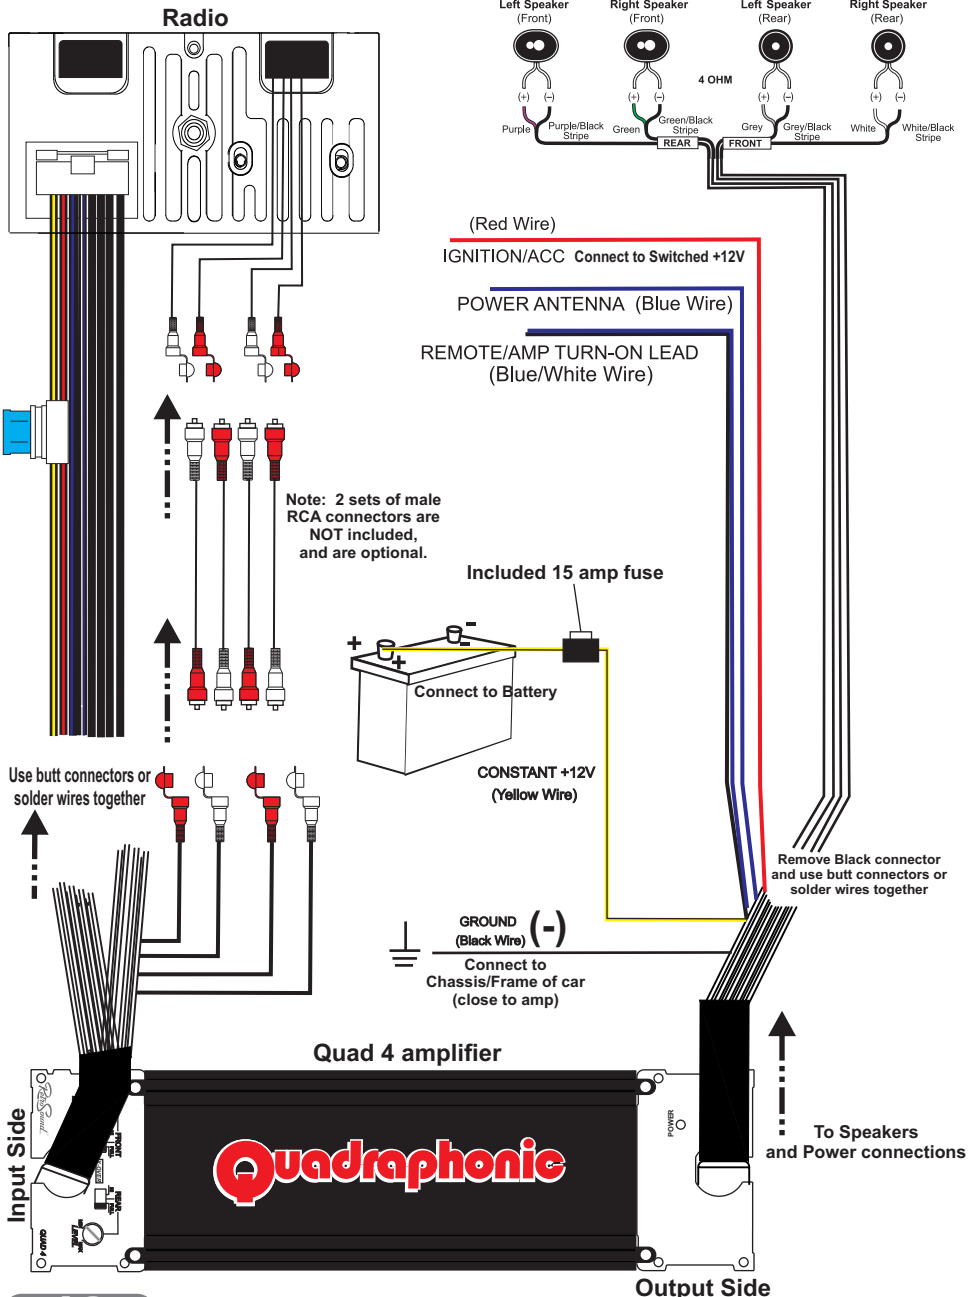 Radio
Left Speaker
(Front)
Right Speaker
(Front)
Left Speaker
(Rear)
Right Speaker
(Rear)
4 OHM
(+) (-)
(+) (-)
(+) (-)
(+) (-)
Purple
Purple/Black
Stripe
Green
Green/Black
Stripe
Grey
Grey/Black
Stripe
White
White/Black
Stripe
REAR
FRONT
(Red Wire)
IGNITION/ACC Connect to Switched +12V
POWER ANTENNA (Blue Wire)
REMOTE/AMP TURN-ON LEAD
(Blue/White Wire)
Note: 2 sets of male
RCA connectors are
NOT included,
and are optional.
Included 15 amp fuse
+
-
+
-
Connect to Battery
CONSTANT +12V
(Yellow Wire)
Use butt connectors or
solder wires together
Remove Black connector
and use butt connectors or
solder wires together
GROUND
(Black Wire) (-)
Connect to
Chassis/Frame of car
(close to amp)
Quad 4 amplifier
Input Side
RetroSound
FRONT
REAR
LEVEL
QUAD 4
Quadraphonic
POWER
To Speakers
and Power connections
Output Side